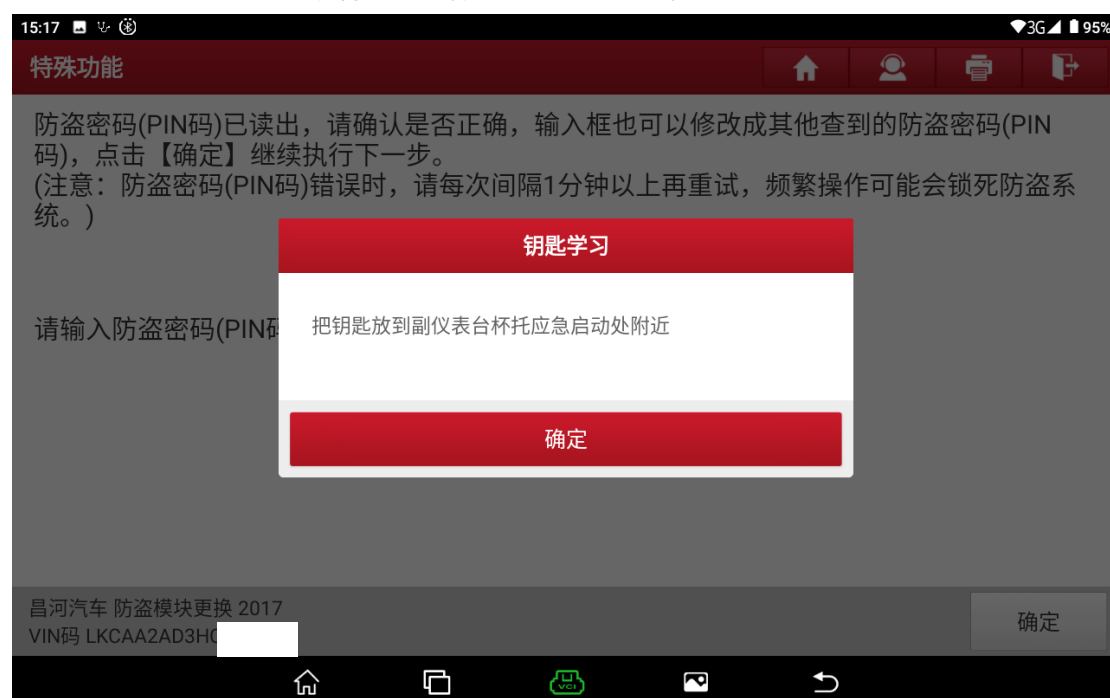 15:17 3G 95%
特殊功能
防盗密码(PIN码)已读出，请确认是否正确，输入框也可以修改成其他查到的防盗密码(PIN
码)，点击【确定】继续执行下一步。
(注意：防盗密码(PIN码)错误时，请每次间隔1分钟以上再重试，频繁操作可能会锁死防盗系
统。)
钥匙学习
请输入防盗密码(PIN码
把钥匙放到副仪表台杯托应急启动处附近
确定
昌河汽车 防盗模块更换 2017
VIN码 LKCAA2AD3H
确定
VCI